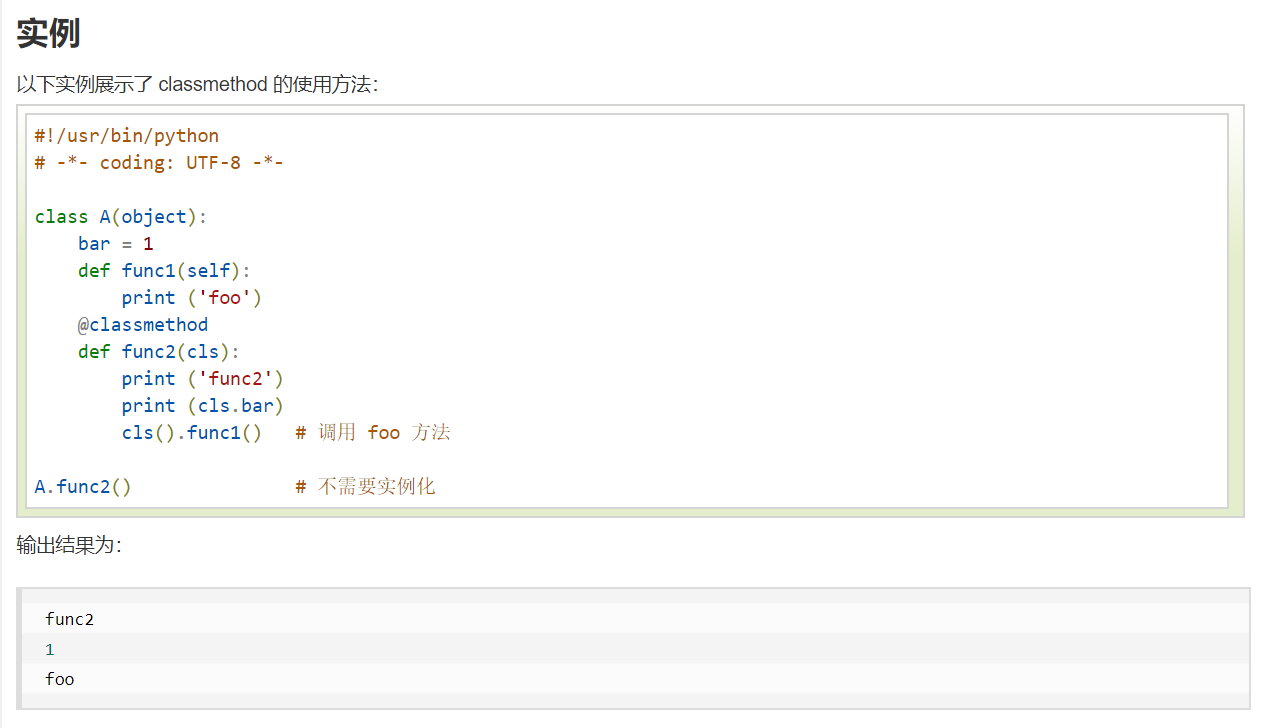 实例
以下实例展示了 classmethod 的使用方法：
#!/usr/bin/python
# -*- coding: UTF-8 -*-

class A(object):
    bar = 1
    def func1(self):
        print ('foo')
    @classmethod
    def func2(cls):
        print ('func2')
        print (cls.bar)
        cls().func1()   # 调用 foo 方法

A.func2()               # 不需要实例化
输出结果为：
func2
1
foo